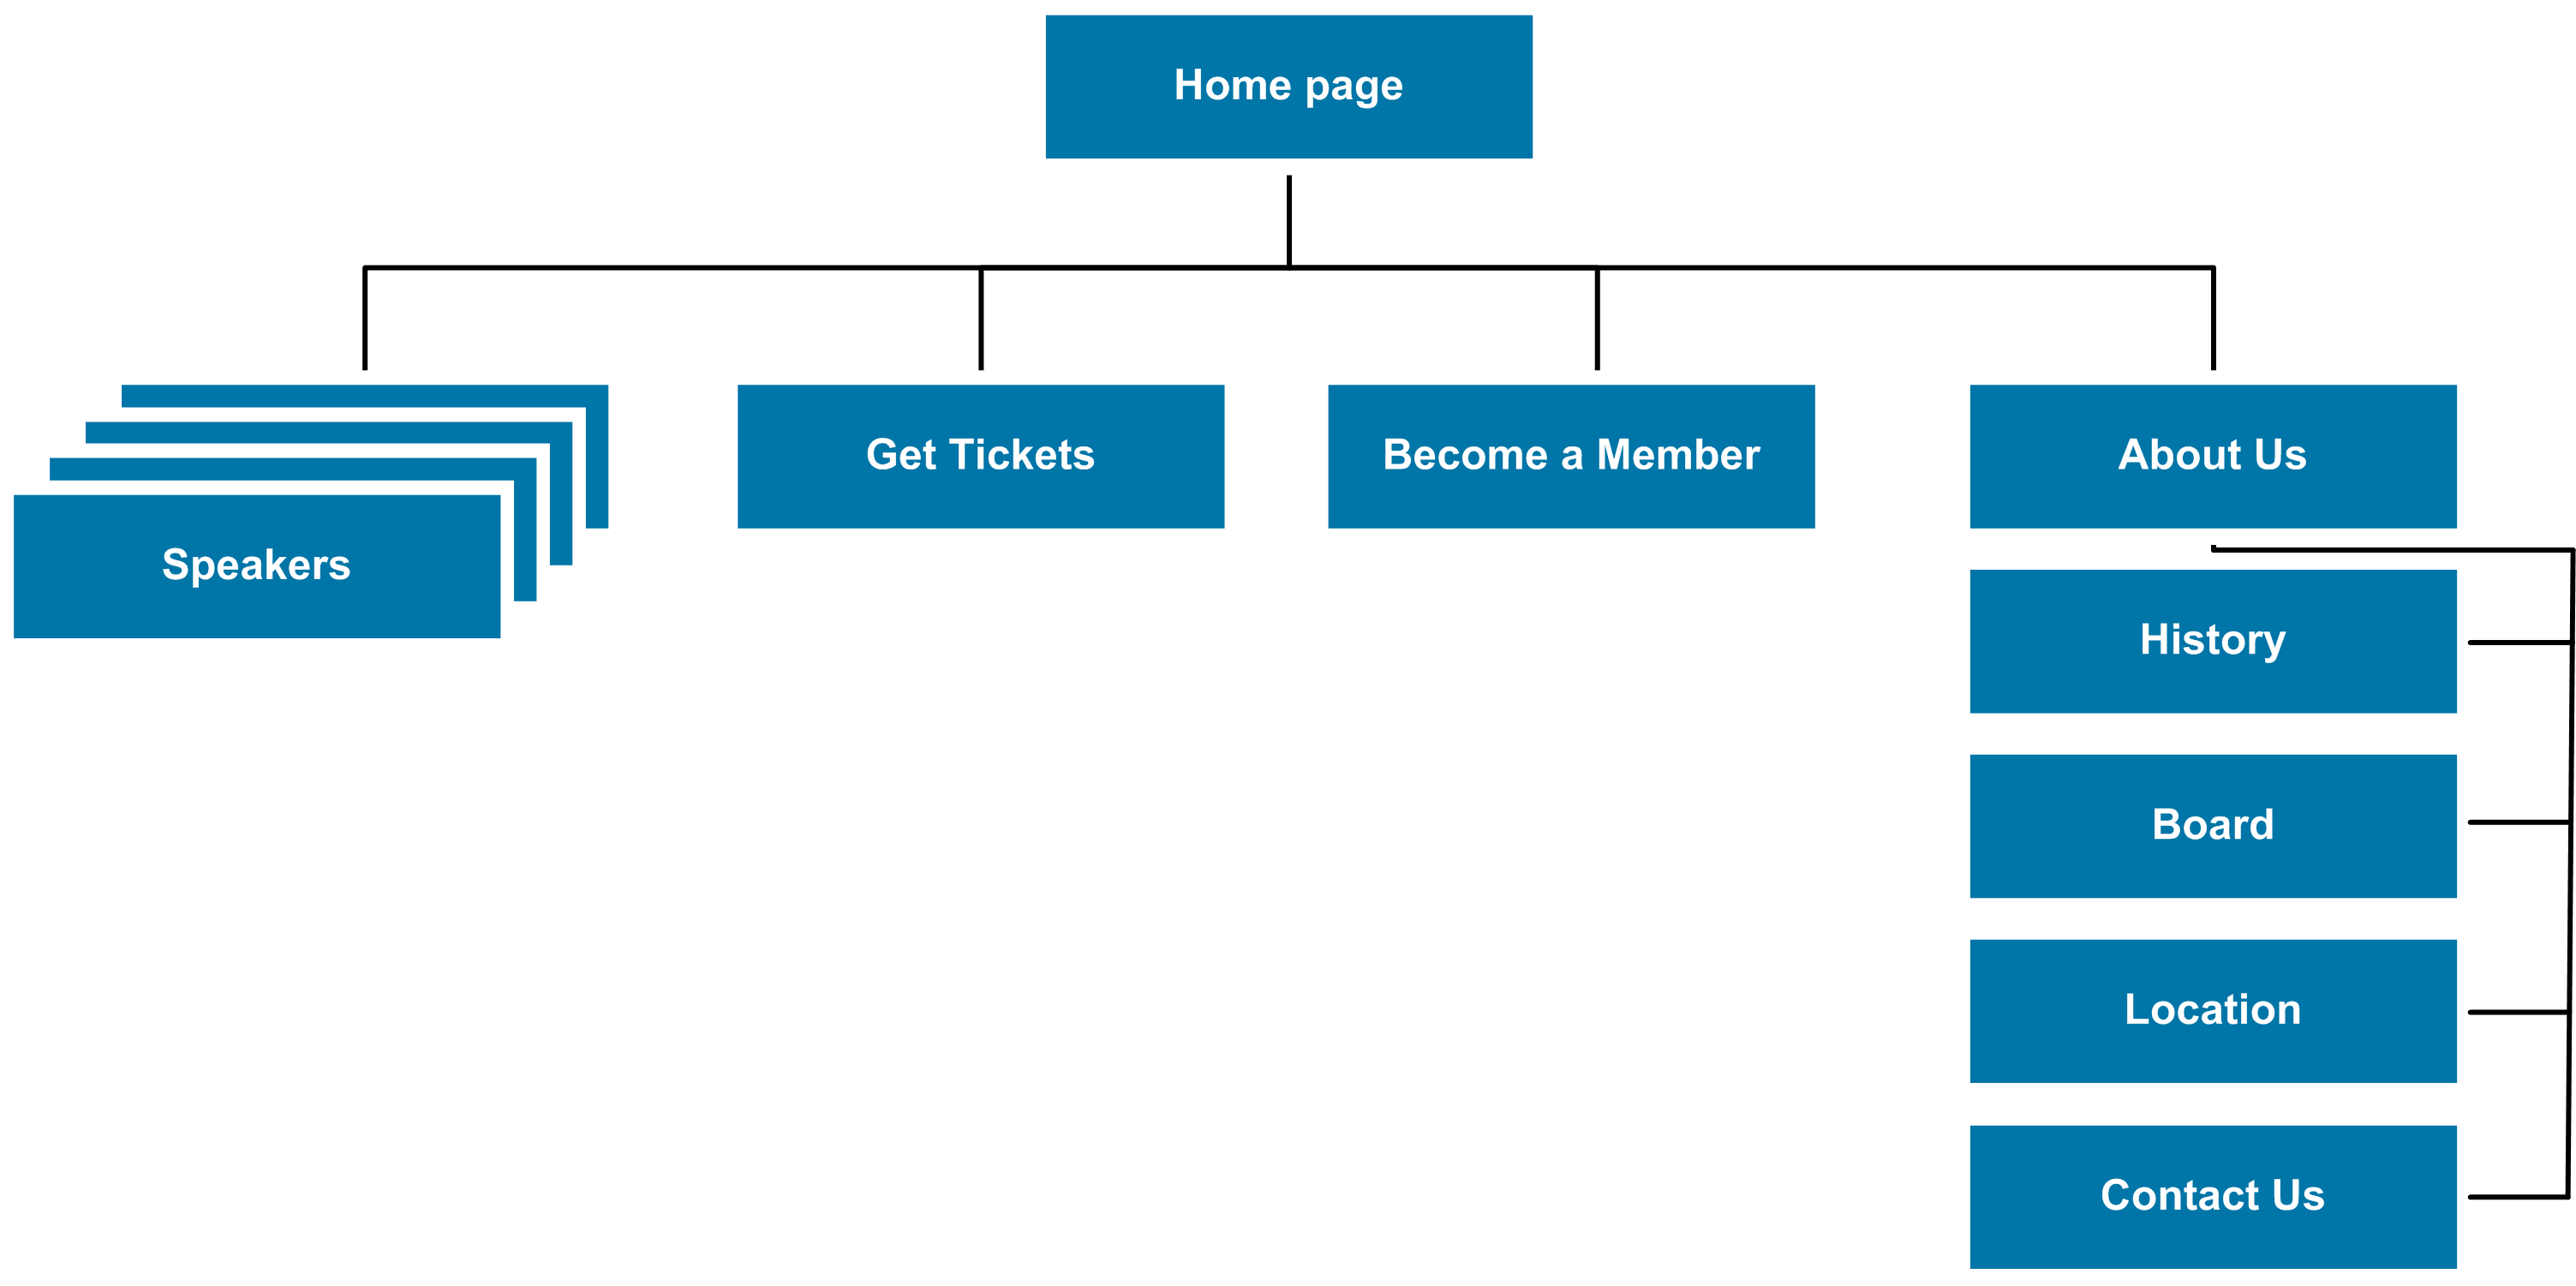 Home page
Speakers
Get Tickets
Become a Member
About Us
History
Board
Location
Contact Us